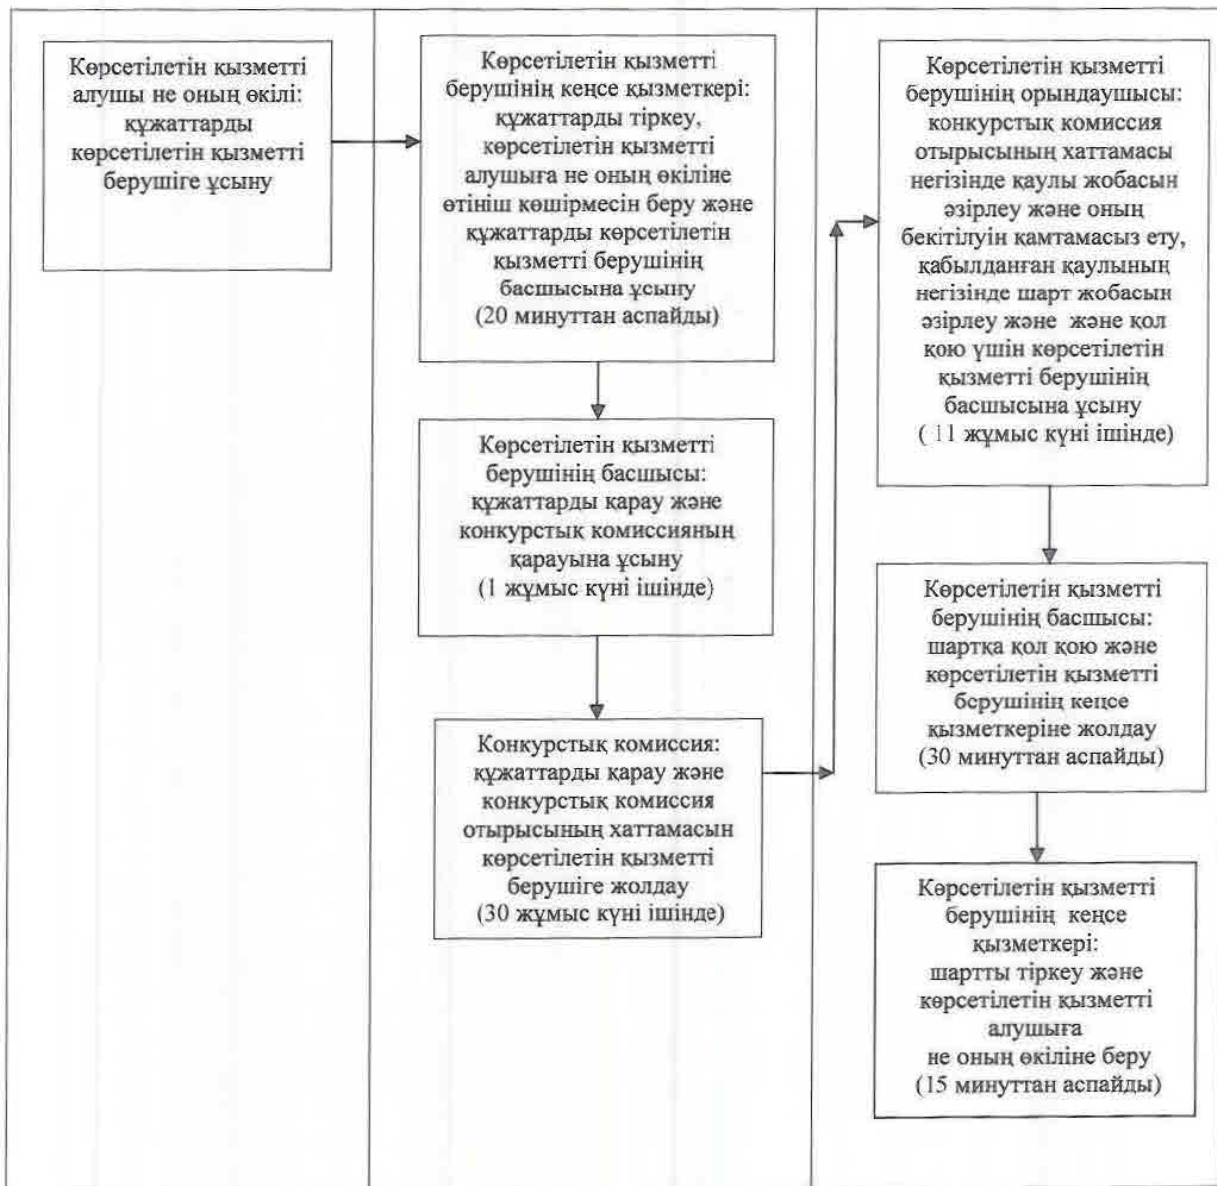 Көрсетілетін қызметті
алушы не оның өкілі:
құжаттарды
көрсетілетін қызметті
берушіге ұсыну
Көрсетілетін қызметті
берушінің кеңсе қызметкері:
құжаттарды тіркеу,
көрсетілетін қызметті
алушыға не оның өкіліне
өтініш көшірмесін беру және
құжаттарды көрсетілетін
қызметті берушінің
басшысына ұсыну
(20 минуттан аспайды)
Көрсетілетін қызметті
берушінің басшысы:
құжаттарды қарау және
конкурстық комиссияның
қарауына ұсыну
(1 жұмыс күні ішінде)
Конкурстық комиссия:
құжаттарды қарау және
конкурстық комиссия
отырысының хаттамасын
көрсетілетін қызметті
берушіге жолдау
(30 жұмыс күні ішінде)
Көрсетілетін қызметті
берушінің орындаушысы:
конкурстық комиссия
отырысының хаттамасы
негізінде қаулы жобасын
әзірлеу және оның
бекітілуін қамтамасыз ету,
қабылданған қаулының
негізінде шарт жобасын
әзірлеу және және қол
қою үшін көрсетілетін
қызметті берушінің
басшысына ұсыну
( 11 жұмыс күні ішінде)
Көрсетілетін қызметті
берушінің басшысы:
шартқа қол қою және
көрсетілетін қызметті
берушінің кеңсе
қызметкеріне жолдау
(30 минуттан аспайды)
Көрсетілетін қызметті
берушінің кеңсе
қызметкері:
шартты тіркеу және
көрсетілетін қызметті
алушыға
не оның өкіліне беру
(15 минуттан аспайды)